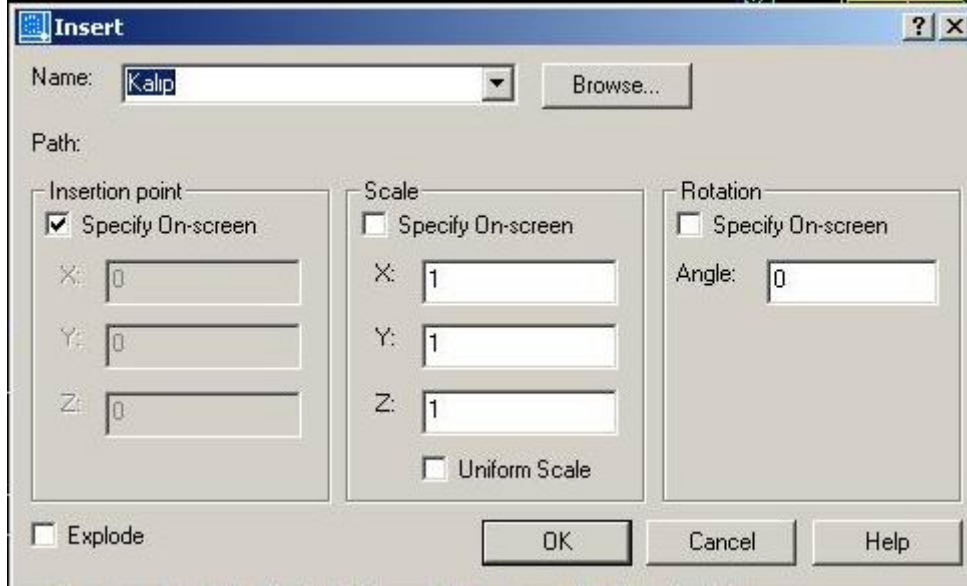 Insert
Name: Kalıp Browse...
Path:
Insertion point Scale Rotation
Specify On-screen Specify On-screen Specify On-screen
X: 0 X: 1 Angle: 0
Y: 0 Y: 1
Z: 0 Z: 1
Uniform Scale
Explode OK Cancel Help